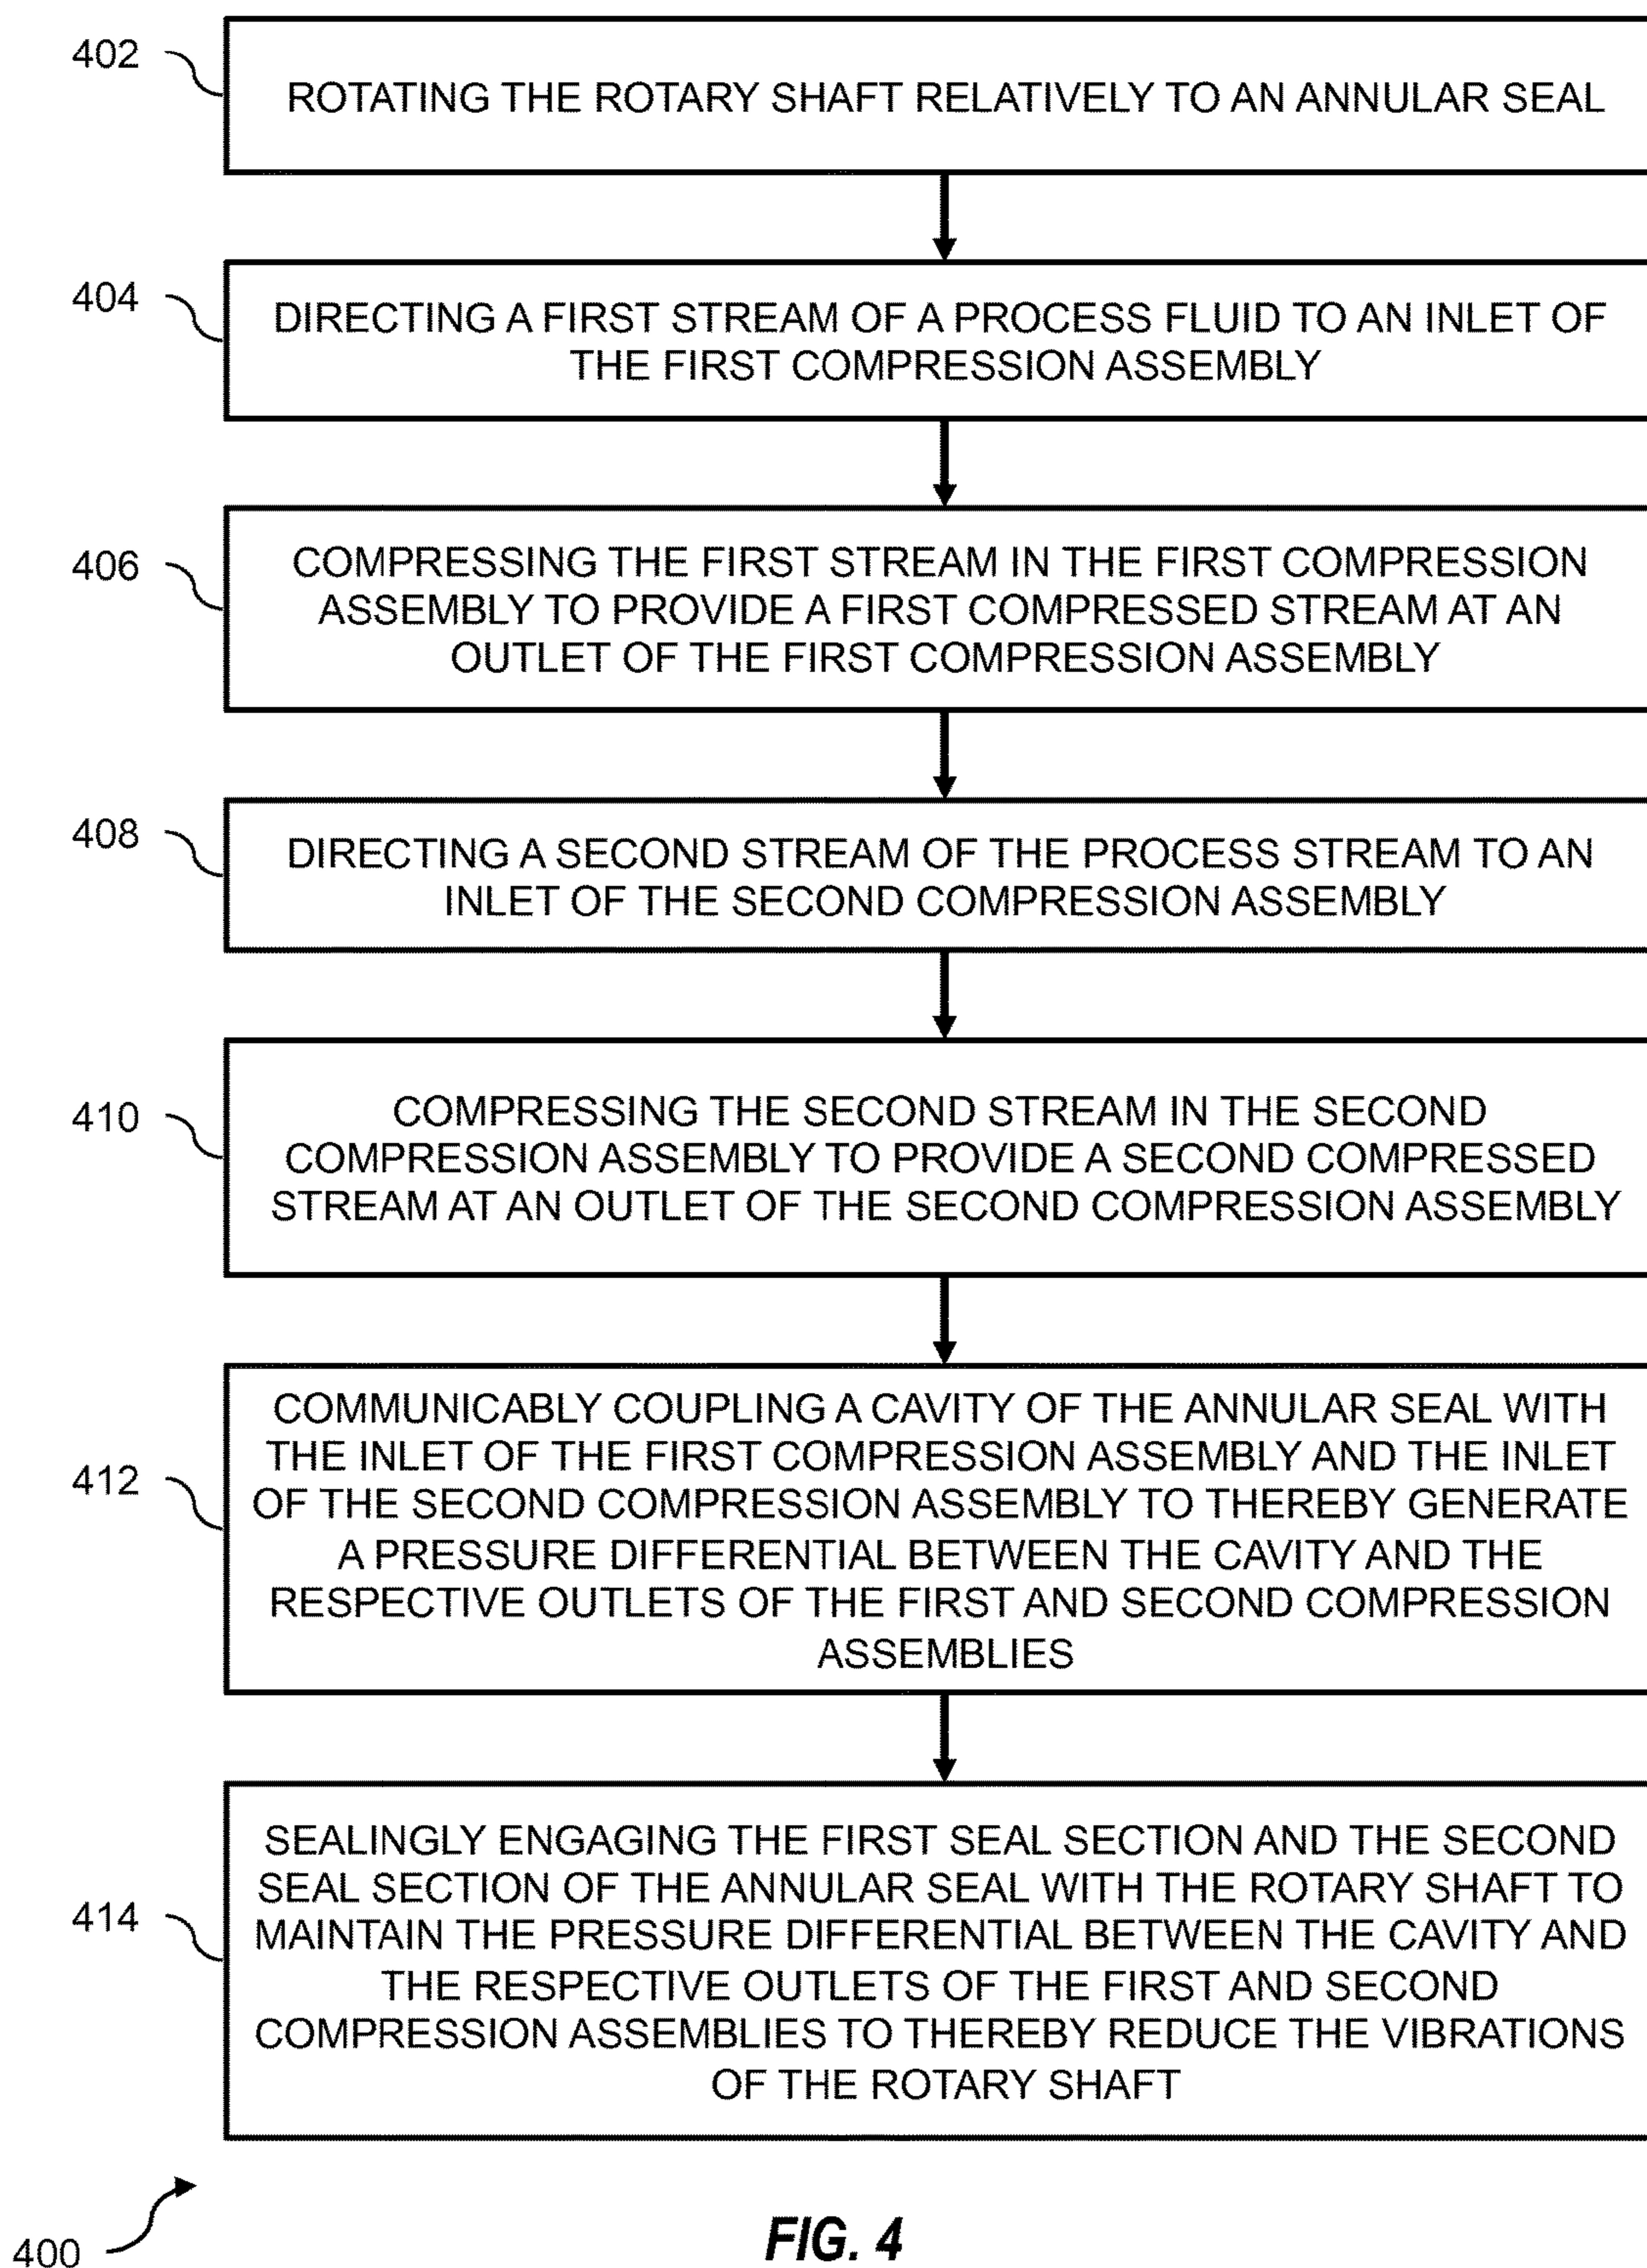 402
ROTATING THE ROTARY SHAFT RELATIVELY TO AN ANNULAR SEAL
404
DIRECTING A FIRST STREAM OF A PROCESS FLUID TO AN INLET OF
THE FIRST COMPRESSION ASSEMBLY
406
COMPRESSING THE FIRST STREAM IN THE FIRST COMPRESSION
ASSEMBLY TO PROVIDE A FIRST COMPRESSED STREAM AT AN
OUTLET OF THE FIRST COMPRESSION ASSEMBLY
408
DIRECTING A SECOND STREAM OF THE PROCESS STREAM TO AN
INLET OF THE SECOND COMPRESSION ASSEMBLY
410
COMPRESSING THE SECOND STREAM IN THE SECOND
COMPRESSION ASSEMBLY TO PROVIDE A SECOND COMPRESSED
STREAM AT AN OUTLET OF THE SECOND COMPRESSION ASSEMBLY
412
COMMUNICABLY COUPLING A CAVITY OF THE ANNULAR SEAL WITH
THE INLET OF THE FIRST COMPRESSION ASSEMBLY AND THE INLET
OF THE SECOND COMPRESSION ASSEMBLY TO THEREBY GENERATE
A PRESSURE DIFFERENTIAL BETWEEN THE CAVITY AND THE
RESPECTIVE OUTLETS OF THE FIRST AND SECOND COMPRESSION
ASSEMBLIES
414
SEALINGLY ENGAGING THE FIRST SEAL SECTION AND THE SECOND
SEAL SECTION OF THE ANNULAR SEAL WITH THE ROTARY SHAFT TO
MAINTAIN THE PRESSURE DIFFERENTIAL BETWEEN THE CAVITY AND
THE RESPECTIVE OUTLETS OF THE FIRST AND SECOND
COMPRESSION ASSEMBLIES TO THEREBY REDUCE THE VIBRATIONS
OF THE ROTARY SHAFT
400
FIG. 4